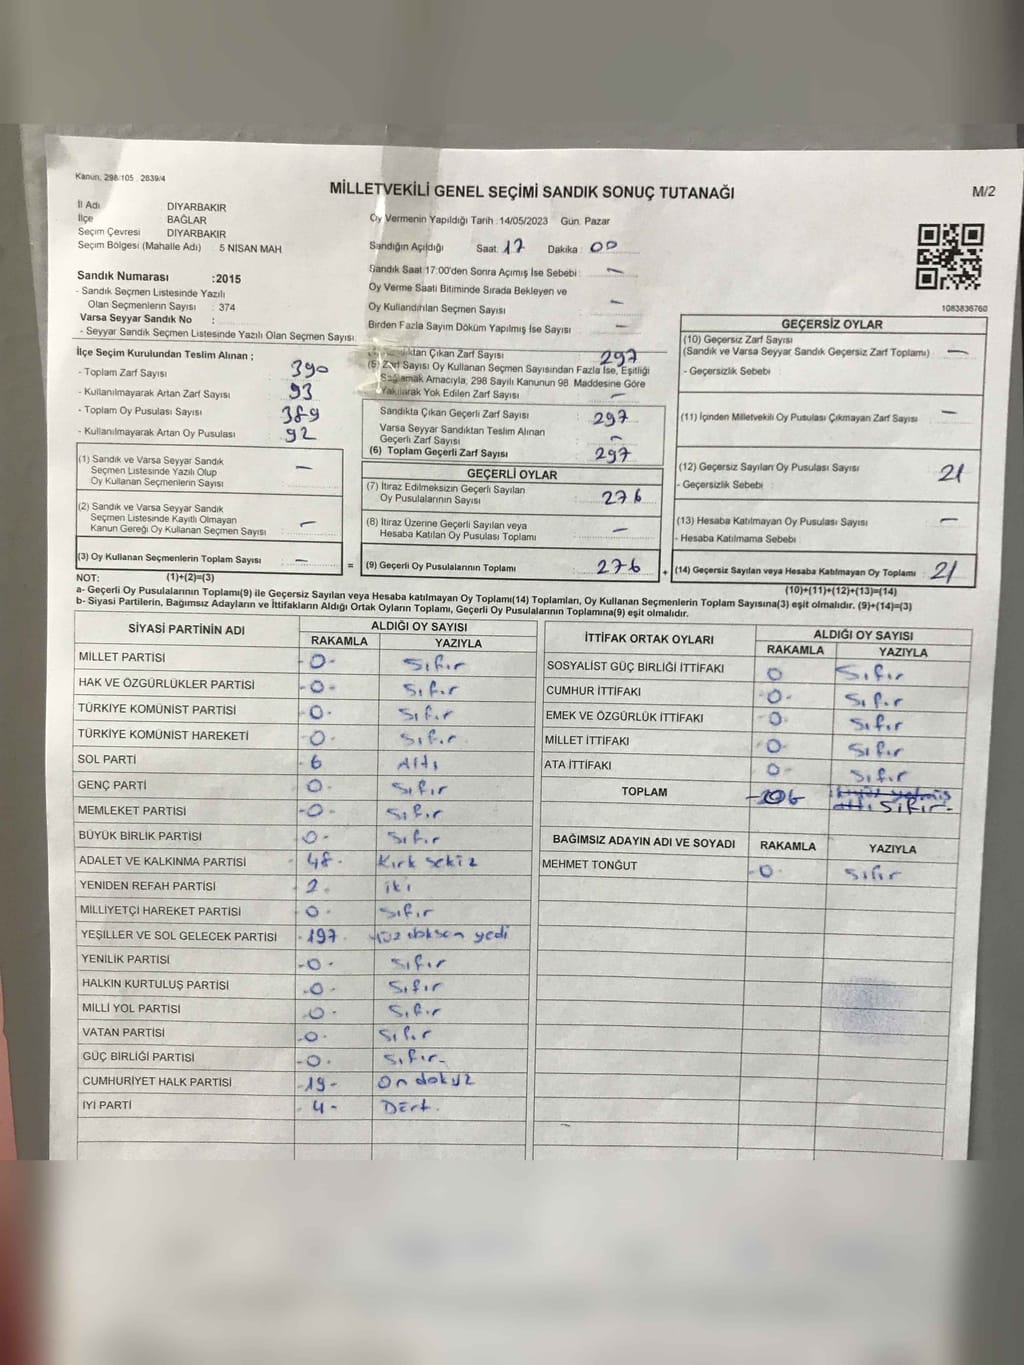 Kanun, 298/105 , 2839/4
MİLLETVEKİLİ GENEL SEÇİMİ SANDIK SONUÇ TUTANAĞI
M/2
İl Adı DIYARBAKIR
İlçe BAĞLAR
Seçim Çevresi DİYARBAKIR
Seçim Bölgesi (Mahalle Adı) : 5 NISAN MAH
Oy Vermenin Yapıldığı Tarih :14/05/2023 Gün: Pazar
Sandığın Açıldığı Saat: 17 Dakika: 00
Sandık Saat 17:00'den Sonra Açımış İse Sebebi : —
Oy Verme Saati Bitiminde Sırada Bekleyen ve
Oy Kullandırılan Seçmen Sayısı : —
Birden Fazla Sayım Döküm Yapılmış İse Sayısı : —
1083836760
Sandık Numarası :2015
- Sandık Seçmen Listesinde Yazılı
Olan Seçmenlerin Sayısı : 374
Varsa Seyyar Sandık No :
- Seyyar Sandık Seçmen Listesinde Yazılı Olan Seçmen Sayısı
İlçe Seçim Kurulundan Teslim Alınan ;
- Toplam Zarf Sayısı : 390
- Kullanılmayarak Artan Zarf Sayısı : 93
- Toplam Oy Pusulası Sayısı : 389
- Kullanılmayarak Artan Oy Pusulası : 92
(1) Sandık ve Varsa Seyyar Sandık
Seçmen Listesinde Yazılı Olup
Oy Kullanan Seçmenlerin Sayısı : —
(2) Sandık ve Varsa Seyyar Sandık
Seçmen Listesinde Kayıtlı Olmayan
Kanun Gereği Oy Kullanan Seçmen Sayısı : —
(3) Oy Kullanan Seçmenlerin Toplam Sayısı : —
(1)+(2)=(3)
Çıkan Zarf Sayısı 297
(5) Zarf Sayısı Oy Kullanan Seçmen Sayısından Fazla İse, Eşitliği
Sağlamak Amacıyla, 298 Sayılı Kanunun 98. Maddesine Göre
Yakılarak Yok Edilen Zarf Sayısı : —
Sandıkta Çıkan Geçerli Zarf Sayısı : 297
Varsa Seyyar Sandıktan Teslim Alınan
Geçerli Zarf Sayısı : —
(6) Toplam Geçerli Zarf Sayısı : 297
GEÇERLİ OYLAR
(7) İtiraz Edilmeksizin Geçerli Sayılan
Oy Pusulalarının Sayısı : 276
(8) İtiraz Üzerine Geçerli Sayılan veya
Hesaba Katılan Oy Pusulası Toplamı : —
= (9) Geçerli Oy Pusulalarının Toplamı : 276 +
GEÇERSİZ OYLAR
(10) Geçersiz Zarf Sayısı
(Sandık ve Varsa Seyyar Sandık Geçersiz Zarf Toplamı) : —
- Geçersizlik Sebebi :
(11) İçinden Milletvekili Oy Pusulası Çıkmayan Zarf Sayısı : —
(12) Geçersiz Sayılan Oy Pusulası Sayısı : 21
- Geçersizlik Sebebi :
(13) Hesaba Katılmayan Oy Pusulası Sayısı : —
- Hesaba Katılmama Sebebi :
(14) Geçersiz Sayılan veya Hesaba Katılmayan Oy Toplamı : 21
(10)+(11)+(12)+(13)=(14)
NOT:
a- Geçerli Oy Pusulalarının Toplamı(9) ile Geçersiz Sayılan veya Hesaba katılmayan Oy Toplamı(14) Toplamları, Oy Kullanan Seçmenlerin Toplam Sayısına(3) eşit olmalıdır. (9)+(14)=(3)
b- Siyasi Partilerin, Bağımsız Adayların ve İttifakların Aldığı Ortak Oyların Toplamı, Geçerli Oy Pusulalarının Toplamına(9) eşit olmalıdır.
SİYASİ PARTİNİN ADI ALDIĞI OY SAYISI
RAKAMLA YAZIYLA
MİLLET PARTİSİ -0- Sıfır
HAK VE ÖZGÜRLÜKLER PARTİSİ -0- Sıfır
TÜRKİYE KOMÜNİST PARTİSİ -0- Sıfır
TÜRKİYE KOMÜNİST HAREKETİ -0- Sıfır
SOL PARTİ - 6 Altı
GENÇ PARTİ 0- Sıfır
MEMLEKET PARTİSİ -0- Sıfır
BÜYÜK BİRLİK PARTİSİ -0- Sıfır
ADALET VE KALKINMA PARTİSİ - 48- Kırk sekiz
YENİDEN REFAH PARTİSİ - 2- iki
MİLLİYETÇİ HAREKET PARTİSİ - 0- Sıfır
YEŞİLLER VE SOL GELECEK PARTİSİ - 197- yüz doksan yedi
YENİLİK PARTİSİ -0- Sıfır
HALKIN KURTULUŞ PARTİSİ -0- Sıfır
MİLLİ YOL PARTİSİ -0- Sıfır
VATAN PARTİSİ -0- Sıfır
GÜÇ BİRLİĞİ PARTİSİ -0- Sıfır-
CUMHURİYET HALK PARTİSİ -19- On dokuz
İYİ PARTİ - 4- Dört.
İTTİFAK ORTAK OYLARI ALDIĞI OY SAYISI
RAKAMLA YAZIYLA
SOSYALİST GÜÇ BİRLİĞİ İTTİFAKI 0 Sıfır
CUMHUR İTTİFAKI -0- Sıfır
EMEK VE ÖZGÜRLÜK İTTİFAKI -0- Sıfır
MİLLET İTTİFAKI -0- Sıfır
ATA İTTİFAKI 0- Sıfır
TOPLAM Sıfır-
BAĞIMSIZ ADAYIN ADI VE SOYADI RAKAMLA YAZIYLA
MEHMET TONĞUT -0- Sıfır